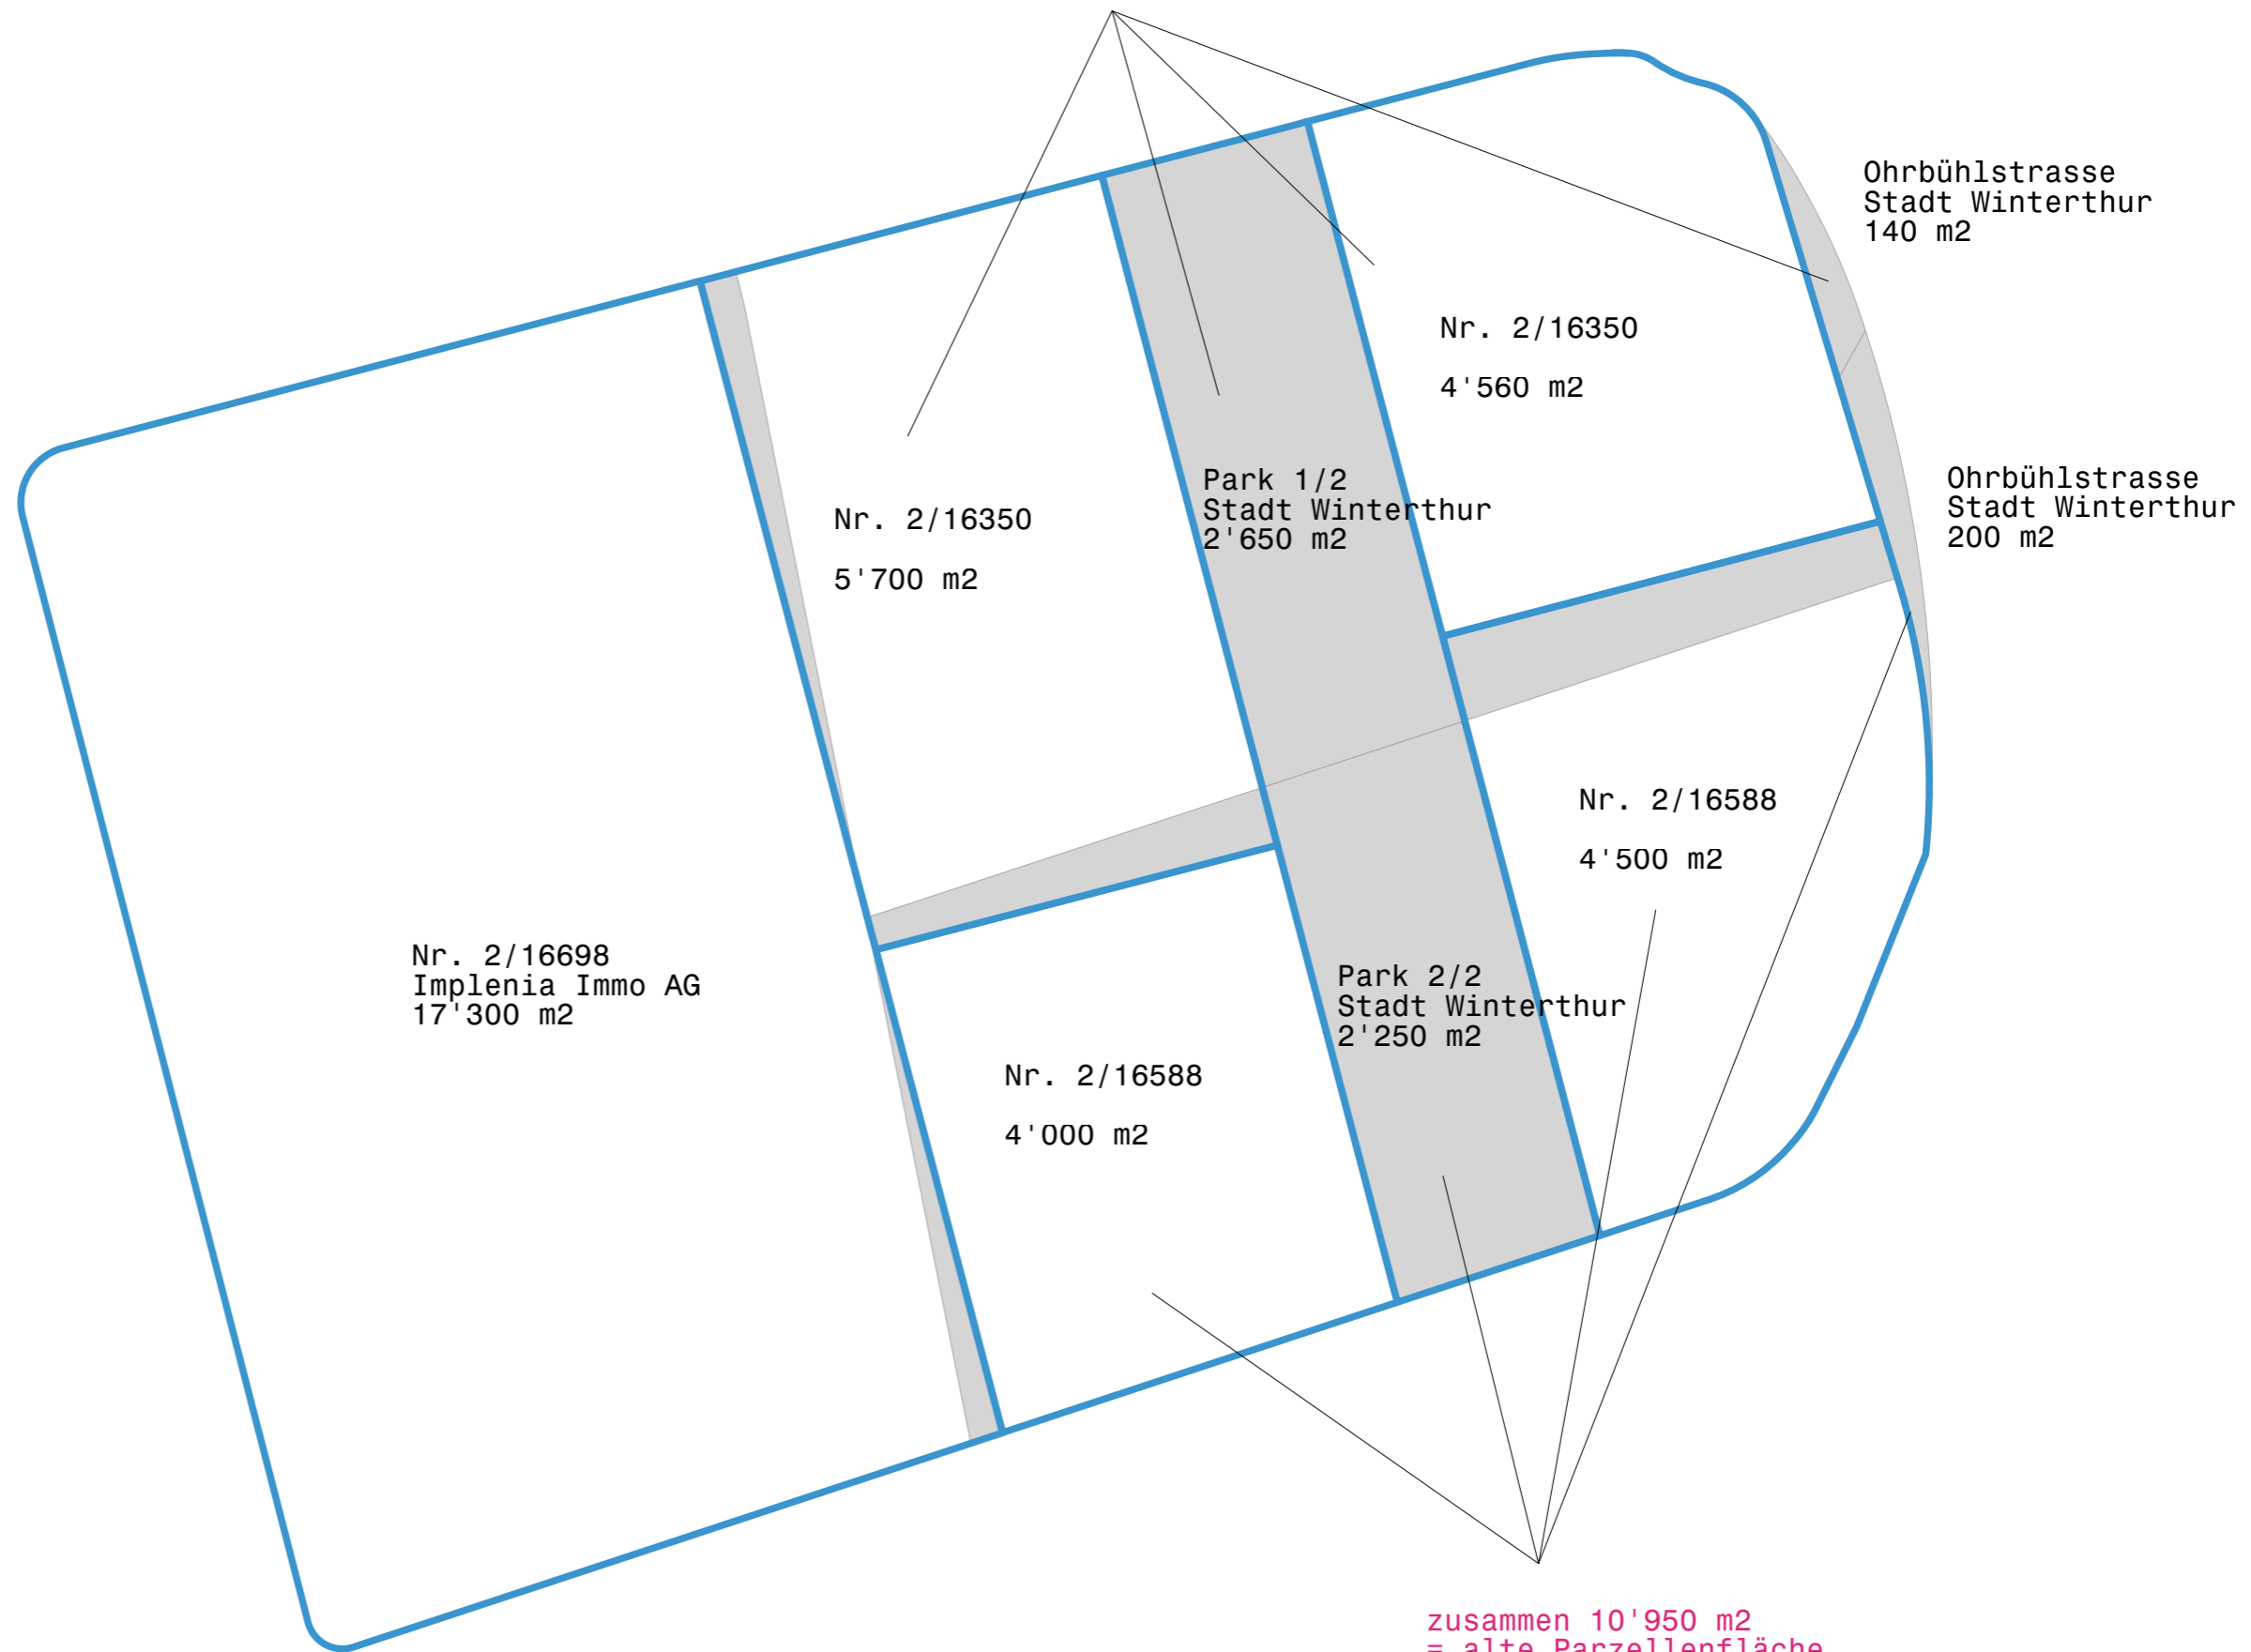 Ohrbühlstrasse
Stadt Winterthur
140 m2
Nr. 2/16350
4'560 m2
Park 1/2
Stadt Winterthur
2'650 m2
Ohrbühlstrasse
Stadt Winterthur
200 m2
Nr. 2/16350
5'700 m2
Nr. 2/16588
4'500 m2
Nr. 2/16698
Implenia Immo AG
17'300 m2
Park 2/2
Stadt Winterthur
2'250 m2
Nr. 2/16588
4'000 m2
zusammen 10'950 m2
= alte Parzellenfläche